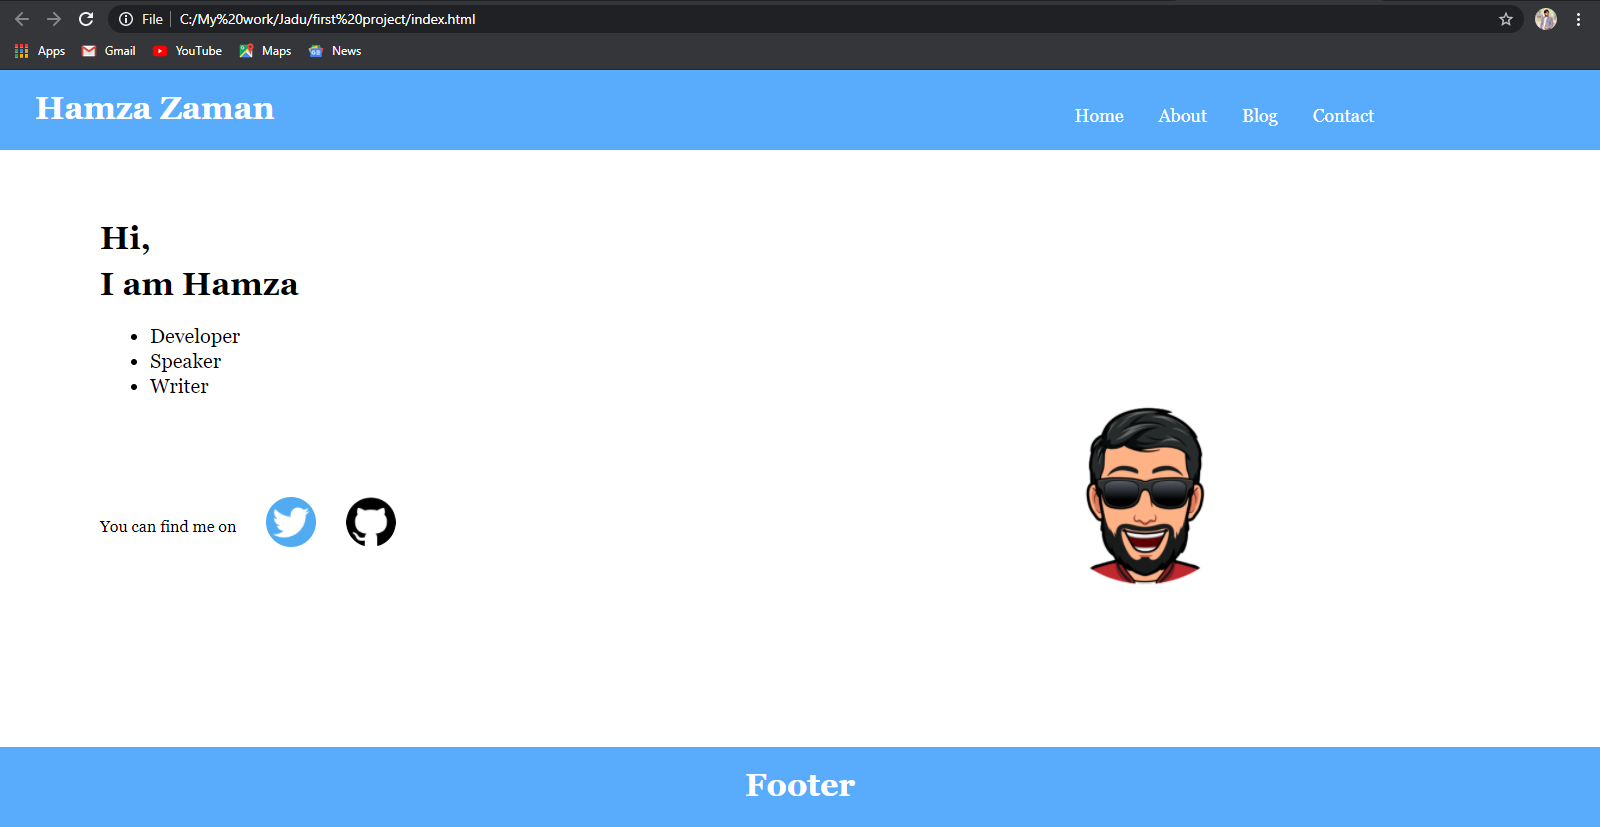 File | C:/My%20work/Jadu/first%20project/index.html
Apps Gmail YouTube Maps News
Hamza Zaman Home About Blog Contact
Hi,
I am Hamza
• Developer
• Speaker
• Writer
You can find me on
Footer